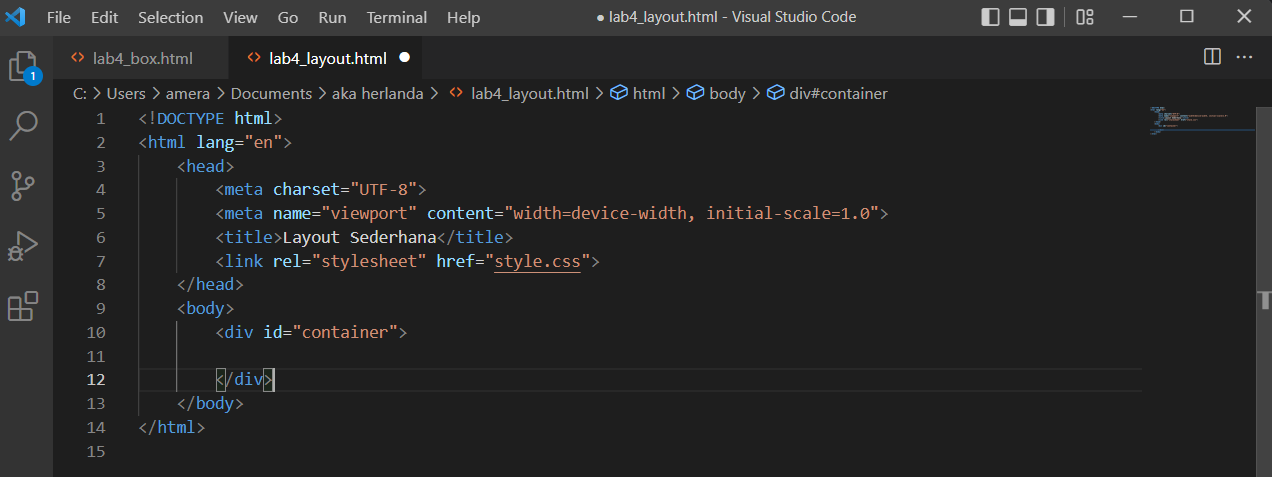 File Edit Selection View Go Run Terminal Help ● lab4_layout.html - Visual Studio Code
lab4_box.html lab4_layout.html
C: > Users > amera > Documents > aka herlanda > lab4_layout.html > html > body > div#container
1
1 <!DOCTYPE html>
2 <html lang="en">
3 <head>
4 <meta charset="UTF-8">
5 <meta name="viewport" content="width=device-width, initial-scale=1.0">
6 <title>Layout Sederhana</title>
7 <link rel="stylesheet" href="style.css">
8 </head>
9 <body>
10 <div id="container">
11
12 </div>
13 </body>
14 </html>
15